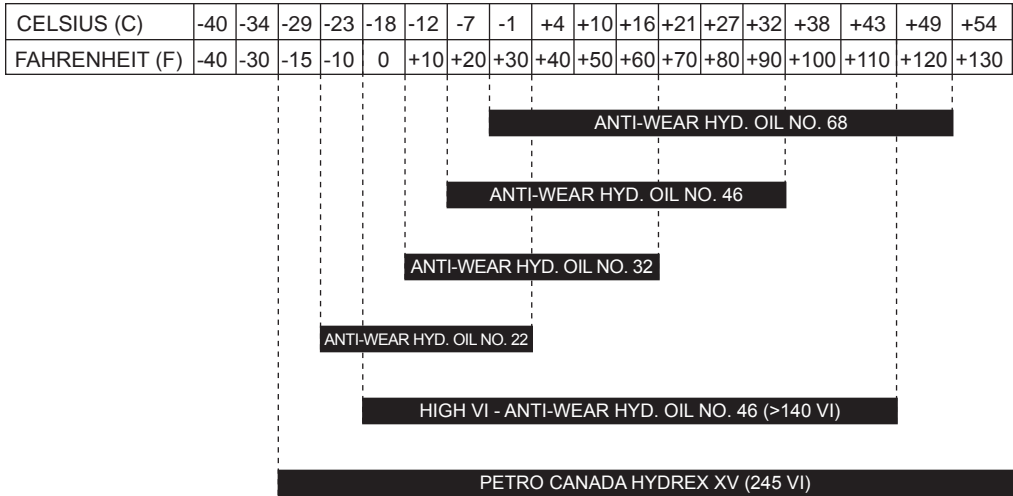 CELSIUS (C) -40 -34 -29 -23 -18 -12 -7 -1 +4 +10 +16 +21 +27 +32 +38 +43 +49 +54
FAHRENHEIT (F) -40 -30 -15 -10 0 +10 +20 +30 +40 +50 +60 +70 +80 +90 +100 +110 +120 +130
ANTI-WEAR HYD. OIL NO. 68
ANTI-WEAR HYD. OIL NO. 46
ANTI-WEAR HYD. OIL NO. 32
ANTI-WEAR HYD. OIL NO. 22
HIGH VI - ANTI-WEAR HYD. OIL NO. 46 (>140 VI)
PETRO CANADA HYDREX XV (245 VI)